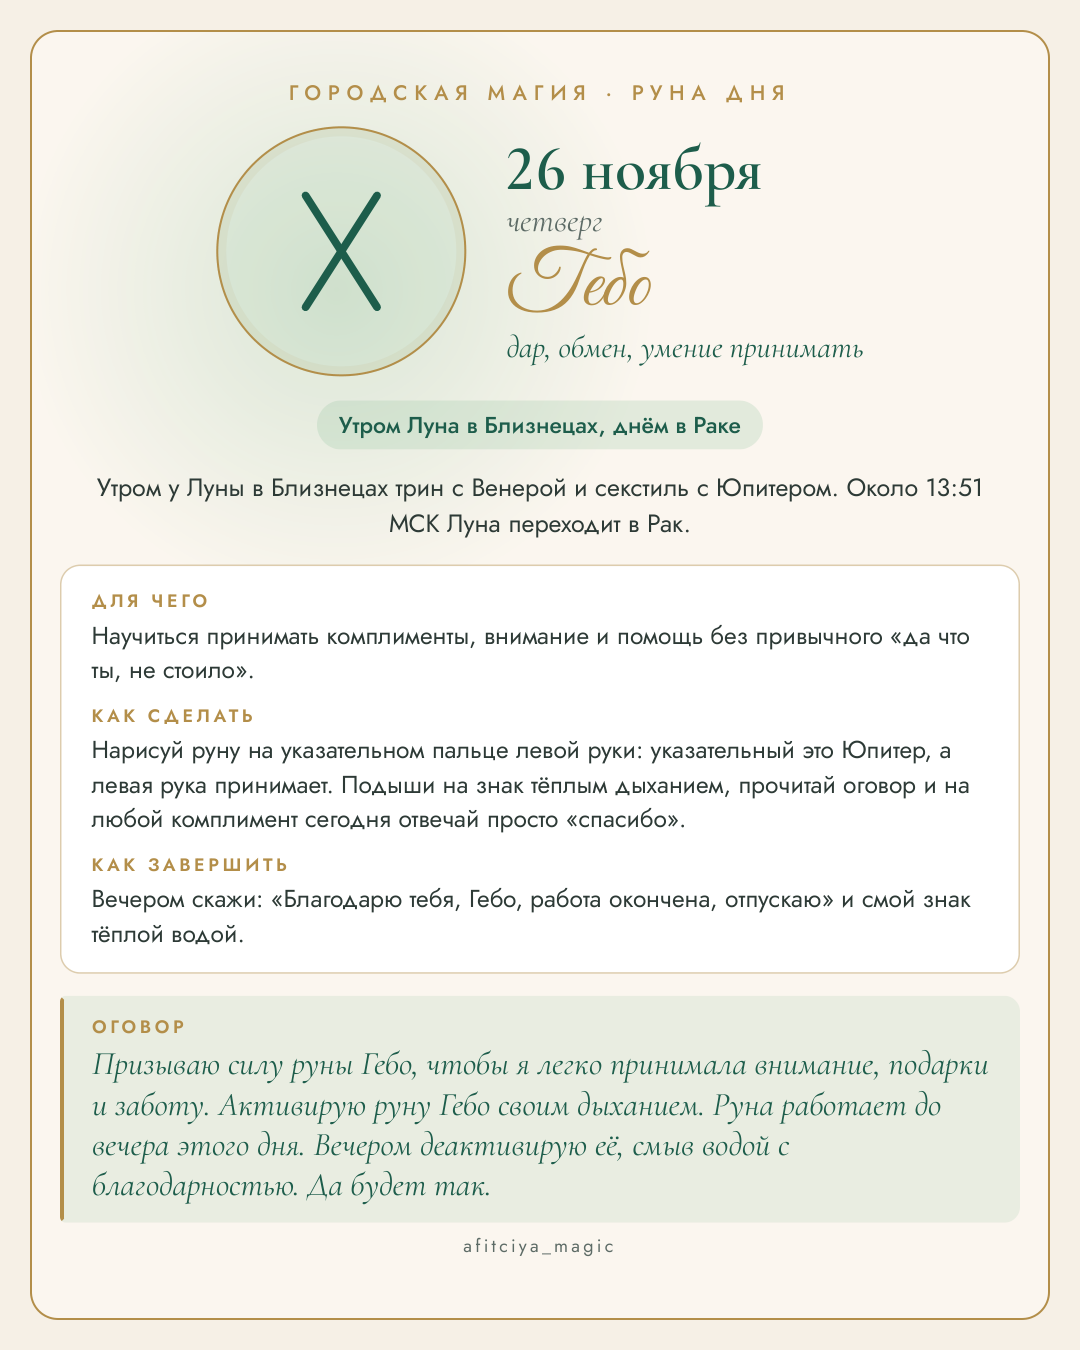 ГОРОДСКАЯ МАГИЯ · РУНА ДНЯ
26 ноября
четверг
Гебо
дар, обмен, умение принимать
Утром Луна в Близнецах, днём в Раке
Утром у Луны в Близнецах трин с Венерой и секстиль с Юпитером. Около 13:51
МСК Луна переходит в Рак.
ДЛЯ ЧЕГО
Научиться принимать комплименты, внимание и помощь без привычного «да что
ты, не стоило».
КАК СДЕЛАТЬ
Нарисуй руну на указательном пальце левой руки: указательный это Юпитер, а
левая рука принимает. Подыши на знак тёплым дыханием, прочитай оговор и на
любой комплимент сегодня отвечай просто «спасибо».
КАК ЗАВЕРШИТЬ
Вечером скажи: «Благодарю тебя, Гебо, работа окончена, отпускаю» и смой знак
тёплой водой.
ОГОВОР
Призываю силу руны Гебо, чтобы я легко принимала внимание, подарки
и заботу. Активирую руну Гебо своим дыханием. Руна работает до
вечера этого дня. Вечером деактивирую её, смыв водой с
благодарностью. Да будет так.
afitciya_magic